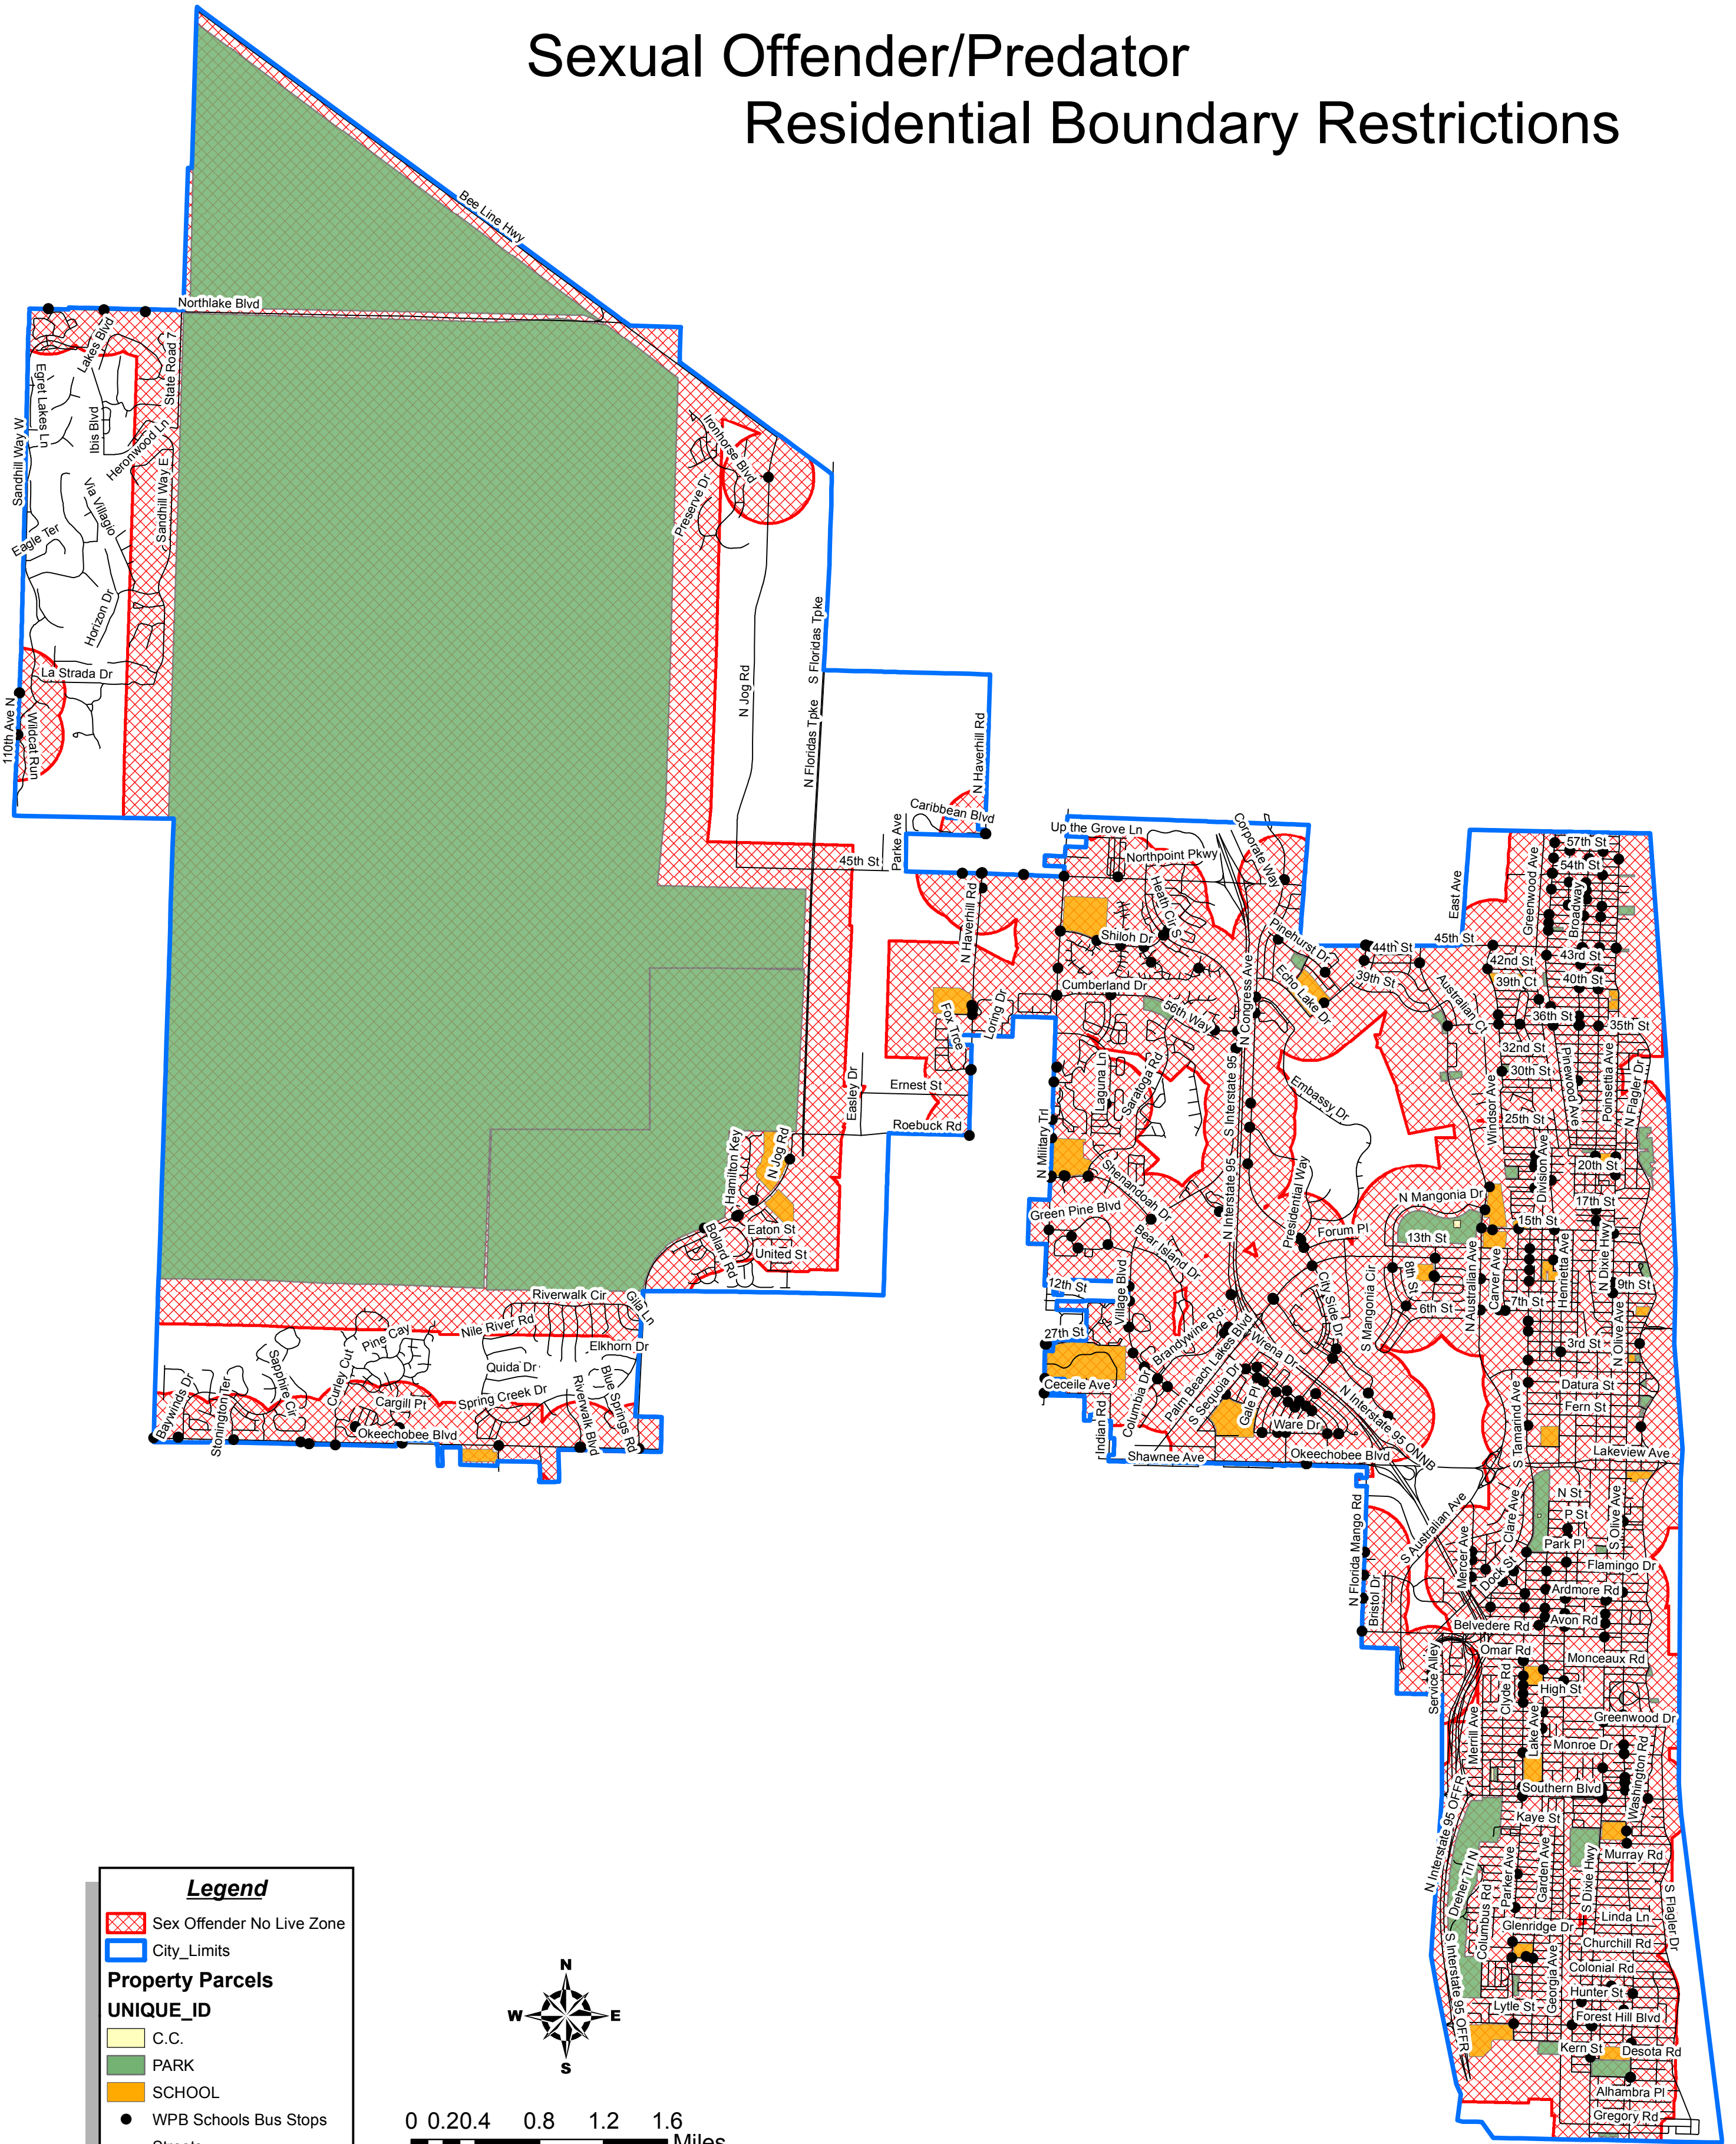 Sexual Offender/Predator
Residential Boundary Restrictions
Bee Line Hwy
Northlake Blvd
Lakes Blvd
State Road 7
Egret Lakes Ln
Ibis Blvd
Heronwood Ln
Sandhill Way W
Sandhill Way E
Via Villagio
Eagle Ter
Horizon Dr
La Strada Dr
110th Ave N
Wildcat Run
Ironhorse Blvd
Preserve Dr
N Jog Rd
S Floridas Tpke
N Floridas Tpke
N Haverhill Rd
Caribbean Blvd
Parke Ave
45th St
Up the Grove Ln
Northpoint Pkwy
Corporate Way
Heath Cir S
Shiloh Dr
Pinehurst Dr
Echo Lake Dr
N Haverhill Rd
Cumberland Dr
56th Way
N Congress Ave
Fox Trce
Loring Dr
Easley Dr
Ernest St
Roebuck Rd
Laguna Ln
Saratoga Rd
N Military Trl
S Interstate 95
N Interstate 95
Embassy Dr
Presidential Way
Shenandoah Dr
Green Pine Blvd
Bear Island Dr
Forum Pl
12th St
Village Blvd
27th St
Brandywine Rd
Palm Beach Lakes Blvd
Wrena Dr
City Side Dr
S Mangonia Cir
Ceceile Ave
Columbia Dr
Indian Rd
S Sequoia Dr
Gale Pl
Ware Dr
N Interstate 95 ONNB
Shawnee Ave
Okeechobee Blvd
East Ave
45th St
44th St
39th St
Australian Ct
Greenwood Ave
57th St
54th St
Broadway
43rd St
42nd St
40th St
39th Ct
36th St
35th St
32nd St
30th St
Pinewood Ave
Poinsettia Ave
N Flagler Dr
Windsor Ave
25th St
Division Ave
20th St
N Mangonia Dr
17th St
15th St
13th St
8th St
6th St
N Australian Ave
Carver Ave
Henrietta Ave
N Dixie Hwy
9th St
7th St
N Olive Ave
3rd St
Datura St
Fern St
S Tamarind Ave
Lakeview Ave
N St
P St
S Olive Ave
Clare Ave
Park Pl
Flamingo Dr
S Australian Ave
Mercer Ave
Dock St
Ardmore Rd
Avon Rd
N Florida Mango Rd
Bristol Dr
Belvedere Rd
Omar Rd
Monceaux Rd
Service Alley
Clyde Rd
High St
Greenwood Dr
Merrill Ave
Lake Ave
Monroe Dr
Washington Rd
Southern Blvd
N Interstate 95 OFFR
Kaye St
Murray Rd
Dreher Trl N
Parker Ave
Garden Ave
S Dixie Hwy
Columbus Rd
Linda Ln
Glenridge Dr
Churchill Rd
S Flagler Dr
Colonial Rd
Georgia Ave
Hunter St
Lytle St
Forest Hill Blvd
S Interstate 95 OFFR
Kern St
Desota Rd
Alhambra Pl
Gregory Rd
Hamilton Key
N Jog Rd
Eaton St
United St
Bollard Rd
Gila Ln
Riverwalk Cir
Nile River Rd
Pine Cay
Elkhorn Dr
Quida Dr
Sapphire Cir
Curley Cut
Cargill Pt
Spring Creek Dr
Baywinds Dr
Stonington Ter
Okeechobee Blvd
Riverwalk Blvd
Blue Springs Rd
Legend
Sex Offender No Live Zone
City_Limits
Property Parcels
UNIQUE_ID
C.C.
PARK
SCHOOL
WPB Schools Bus Stops
Streets
N
W E
S
0 0.20.4 0.8 1.2 1.6
Miles